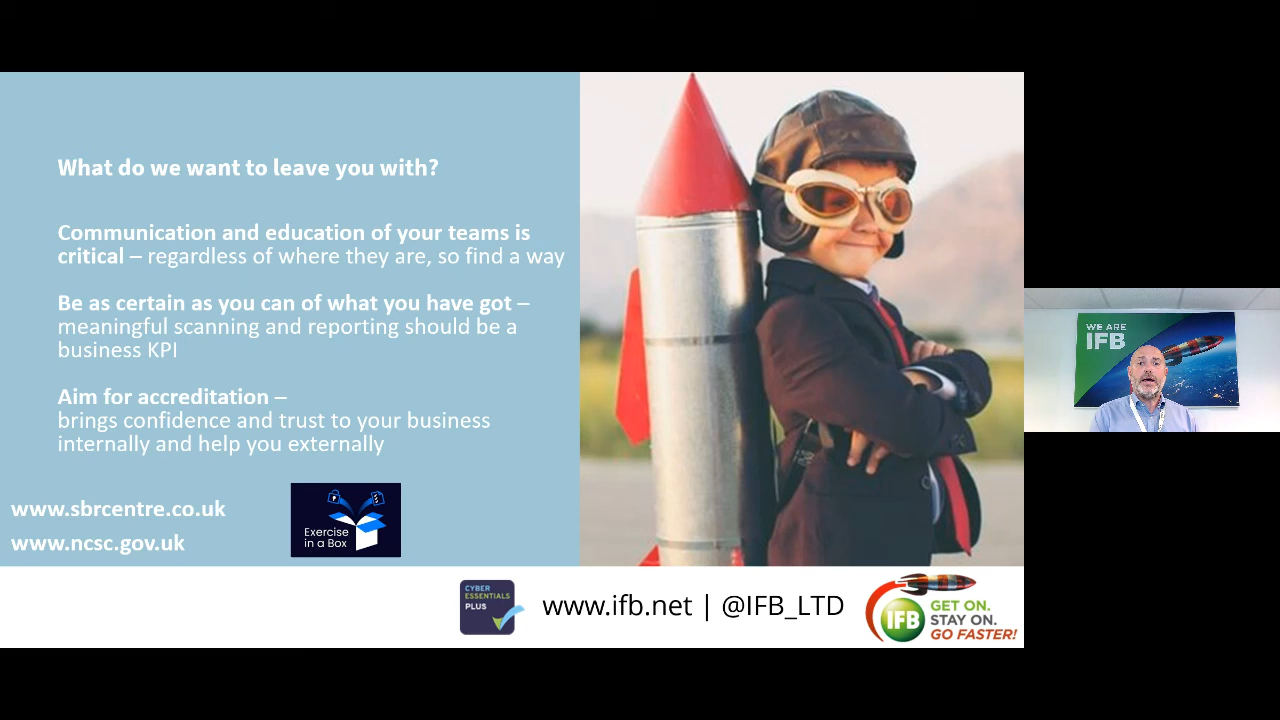 What do we want to leave you with?
Communication and education of your teams is
critical – regardless of where they are, so find a way
Be as certain as you can of what you have got –
meaningful scanning and reporting should be a
business KPI
Aim for accreditation –
brings confidence and trust to your business
internally and help you externally
www.sbrcentre.co.uk
www.ncsc.gov.uk
Exercise
in a Box
CYBER
ESSENTIALS
PLUS
www.ifb.net | @IFB_LTD
IFB
GET ON.
STAY ON.
GO FASTER!
WE ARE
IFB